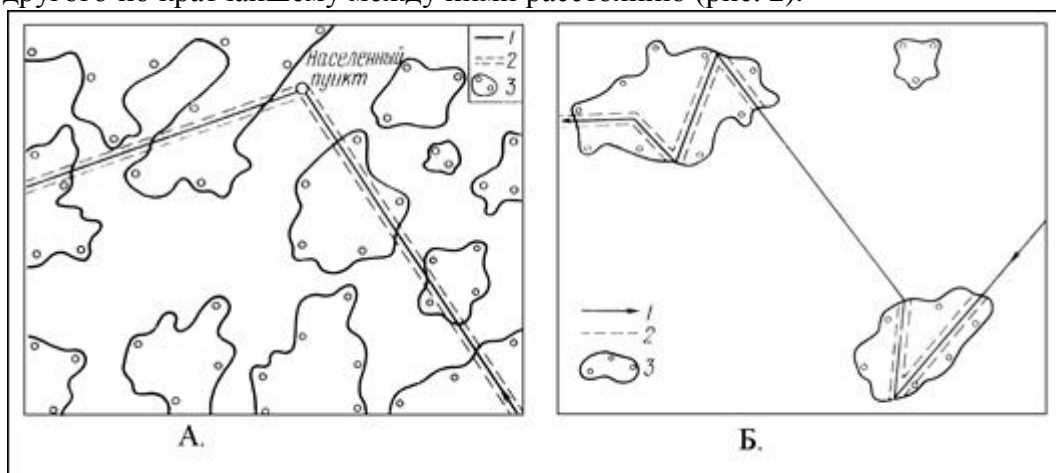 другого по кратчайшему между ними расстоянию (рис. 2).
Населенный
пункт
1
2
3
1
2
3
А.
Б.